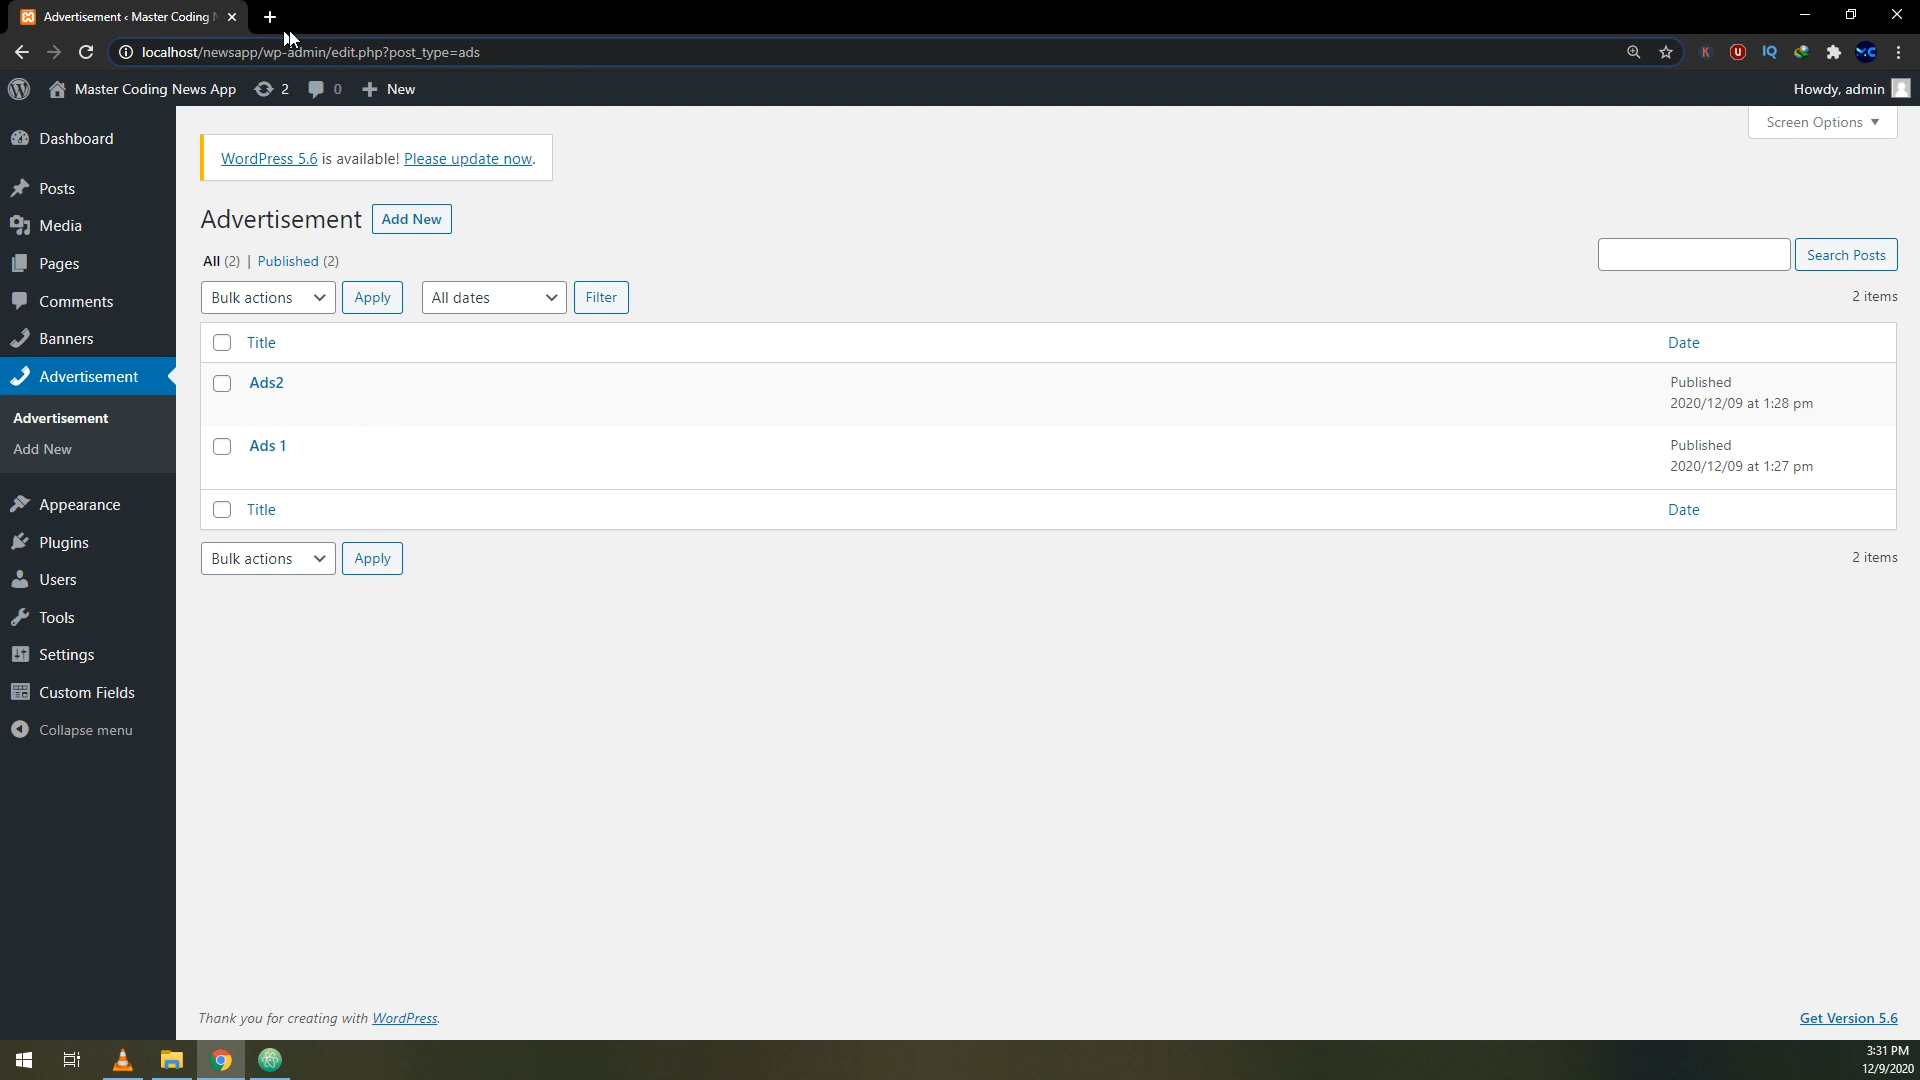 Advertisement ‹ Master Coding N
localhost/newsapp/wp-admin/edit.php?post_type=ads
K
U
IQ
Master Coding News App
2
0
New
Howdy, admin
Dashboard
Posts
Media
Pages
Comments
Banners
Advertisement
Advertisement
Add New
Appearance
Plugins
Users
Tools
Settings
Custom Fields
Collapse menu
Screen Options
WordPress 5.6 is available! Please update now.
Advertisement Add New
All (2) | Published (2)
Search Posts
Bulk actions Apply All dates Filter 2 items
Title Date
Ads2 Published
2020/12/09 at 1:28 pm
Ads 1 Published
2020/12/09 at 1:27 pm
Title Date
Bulk actions Apply 2 items
Thank you for creating with WordPress.
Get Version 5.6
3:31 PM
12/9/2020